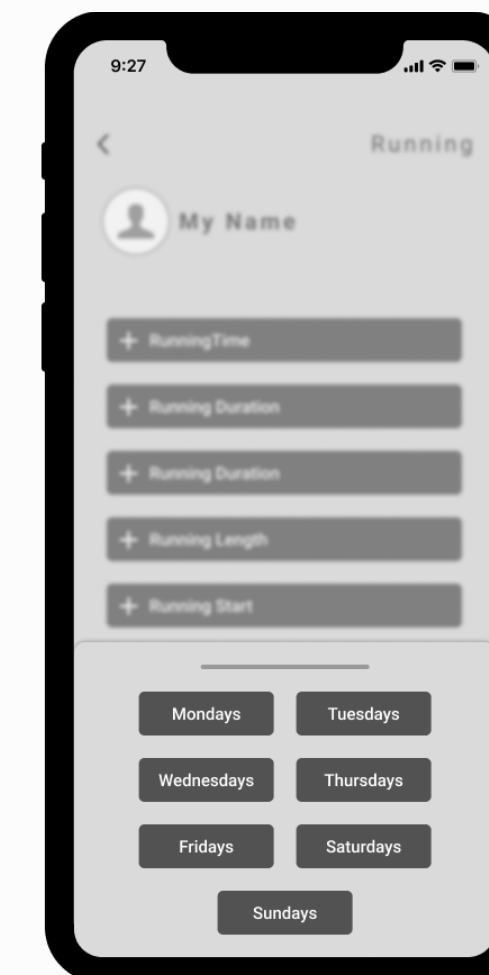 9:27
Running
My Name
RunningTime
Running Duration
Running Duration
Running Length
Running Start
Mondays Tuesdays
Wednesdays Thursdays
Fridays Saturdays
Sundays